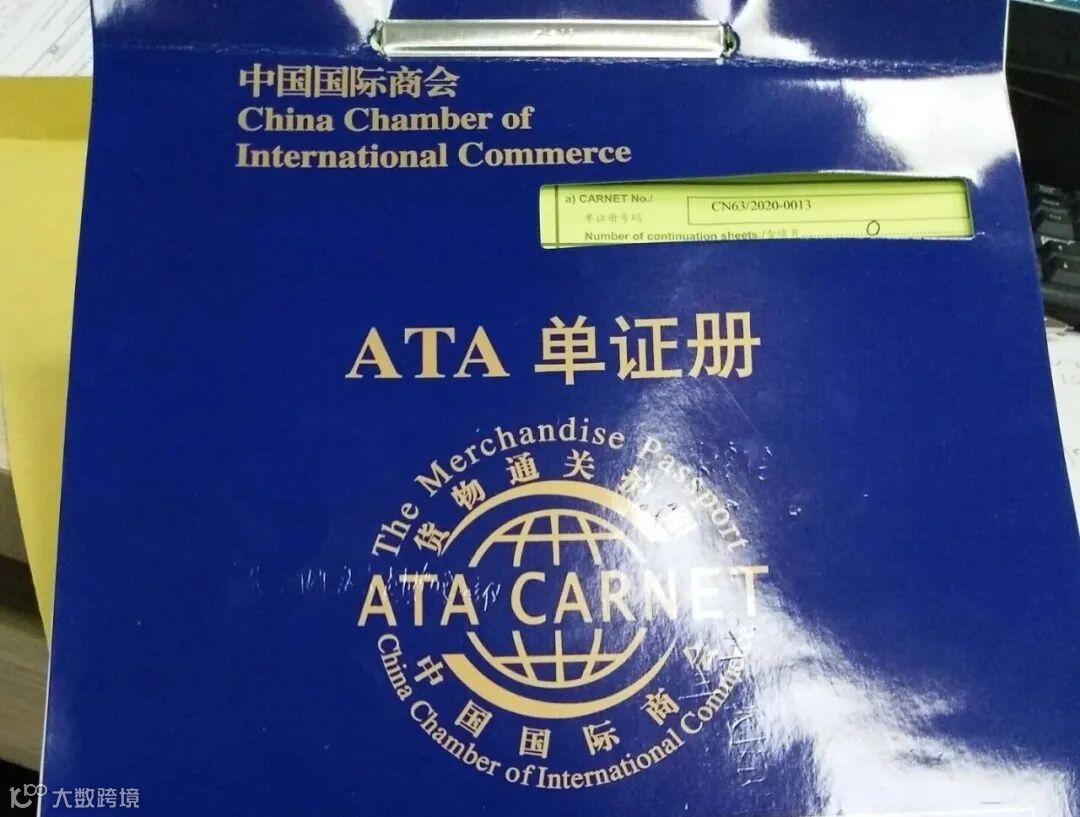 中国国际商会
China Chamber of
International Commerce
a) CARNET No./
单证册号码
CN63/2020-0013
Number of continuation sheets/
0
ATA 单证册
The Merchandise Passport
货物通关
ATA CARNET
中国国际商会
China Chamber of International Commerce
大数跨境